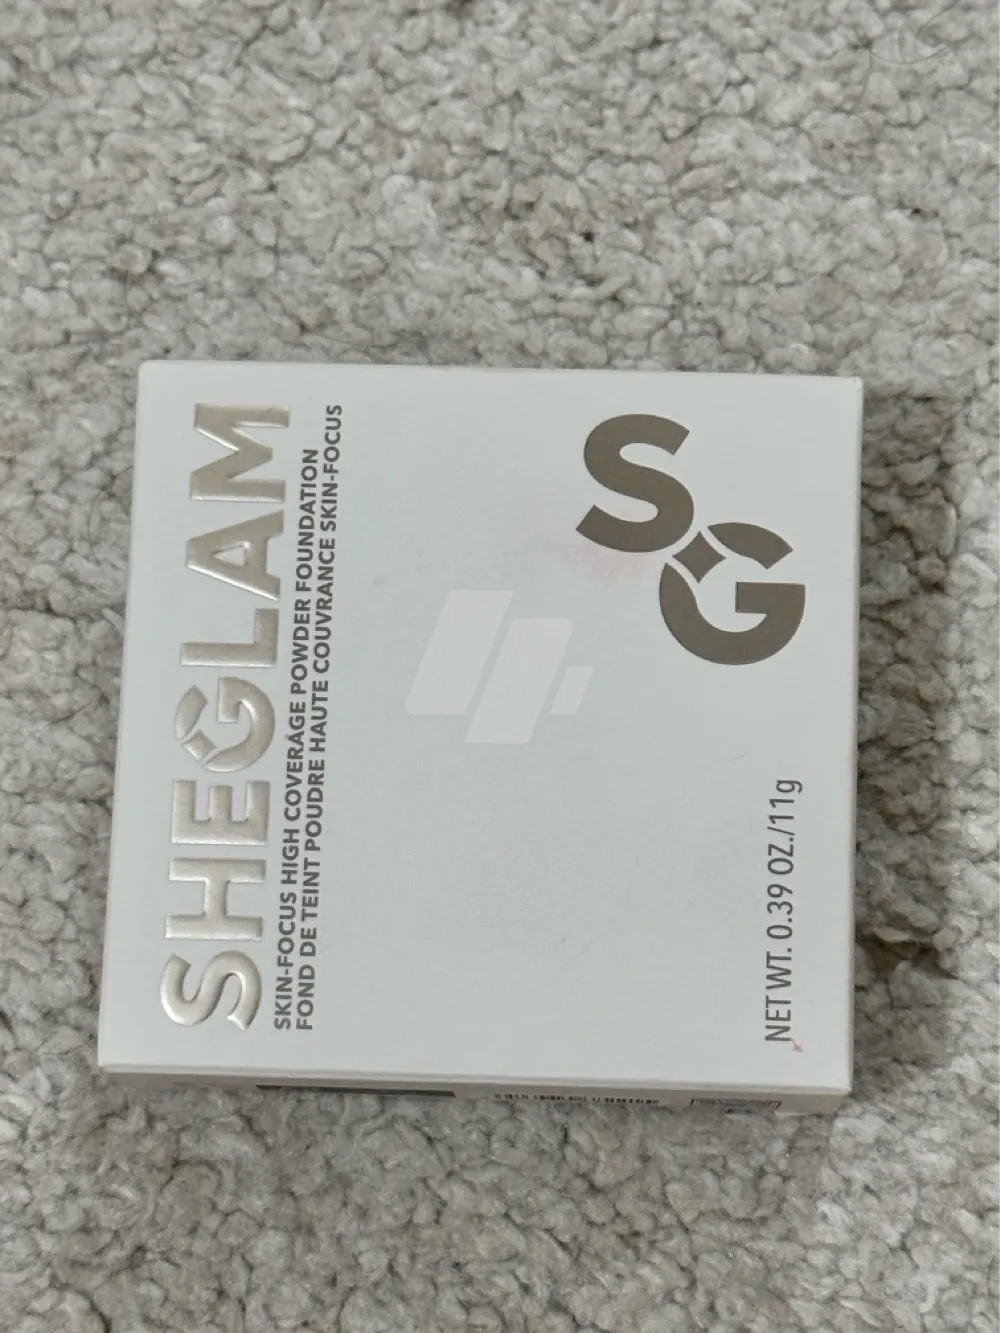 SHEGLAM
SKIN-FOCUS HIGH COVERAGE POWDER FOUNDATION
FOND DE TEINT POUDRE HAUTE COUVRANCE SKIN-FOCUS
SG
NET WT. 0.39 OZ./11g